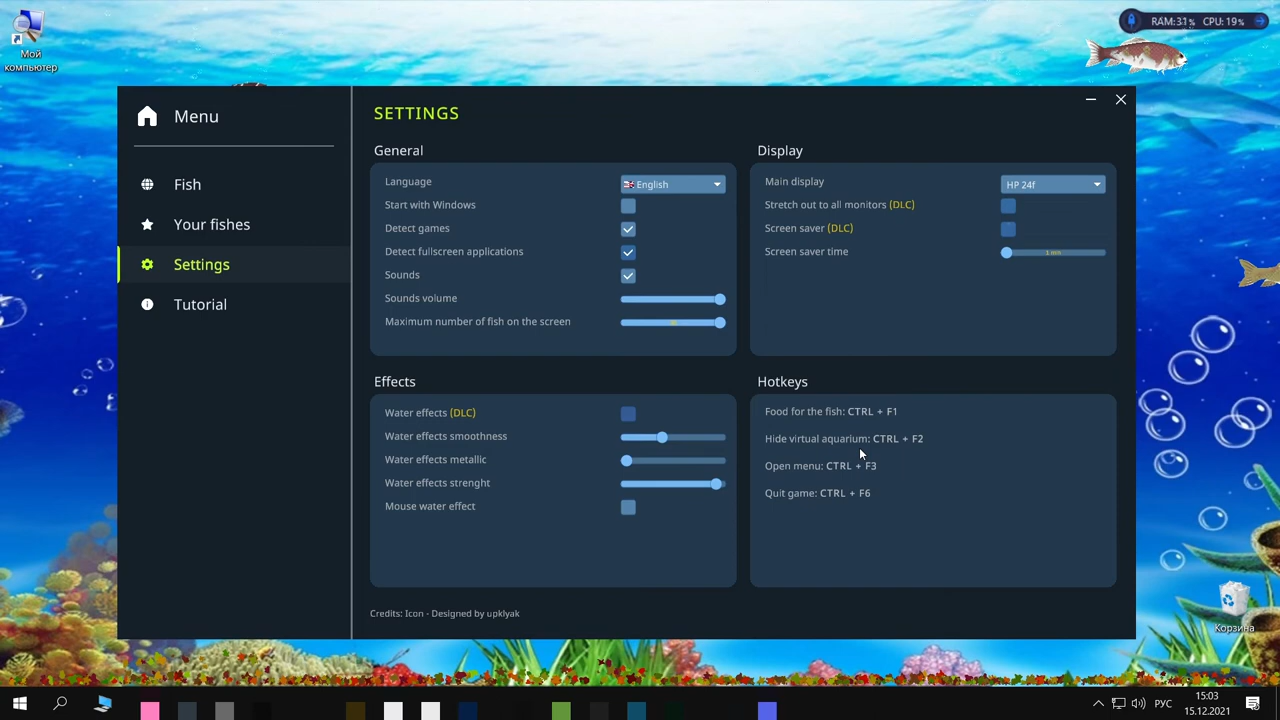 Мой
компьютер
RAM:31% CPU: 19%
Menu
Fish
Your fishes
Settings
Tutorial
SETTINGS
General
Language
English
Start with Windows
Detect games
Detect fullscreen applications
Sounds
Sounds volume
Maximum number of fish on the screen
Display
Main display
HP 24f
Stretch out to all monitors (DLC)
Screen saver (DLC)
Screen saver time
1 min
Effects
Water effects (DLC)
Water effects smoothness
Water effects metallic
Water effects strenght
Mouse water effect
Hotkeys
Food for the fish: CTRL + F1
Hide virtual aquarium: CTRL + F2
Open menu: CTRL + F3
Quit game: CTRL + F6
Credits: Icon - Designed by upklyak
Корзина
РУС
15:03
15.12.2021